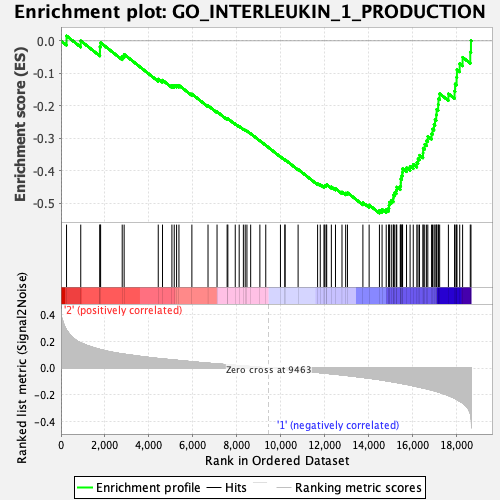 Enrichment plot: GO_INTERLEUKIN_1_PRODUCTION
Enrichment score (ES)
0.0
-0.1
-0.2
-0.3
-0.4
-0.5
'2' (positively correlated)
Ranked list metric (Signal2Noise)
0.4
0.2
0.0
-0.2
-0.4
Zero cross at 9463
'1' (negatively correlated)
0
2,000
4,000
6,000
8,000
10,000
12,000
14,000
16,000
18,000
Rank in Ordered Dataset
Enrichment profile
Hits
Ranking metric scores